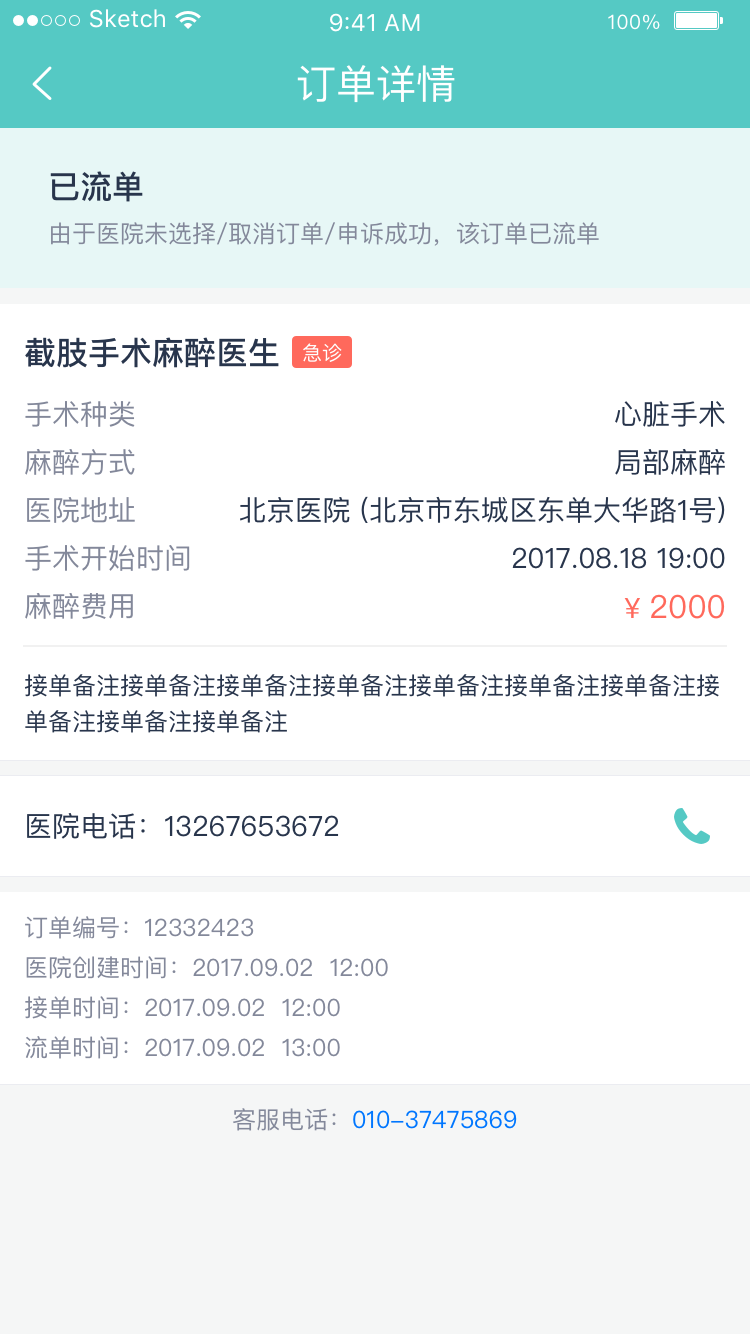 Sketch 9:41 AM 100%
订单详情
已流单
由于医院未选择/取消订单/申诉成功，该订单已流单
截肢手术麻醉医生 急诊
手术种类 心脏手术
麻醉方式 局部麻醉
医院地址 北京医院 (北京市东城区东单大华路1号)
手术开始时间 2017.08.18 19:00
麻醉费用 ¥ 2000
接单备注接单备注接单备注接单备注接单备注接单备注接单备注接
单备注接单备注接单备注
医院电话：13267653672
订单编号：12332423
医院创建时间：2017.09.02 12:00
接单时间：2017.09.02 12:00
流单时间：2017.09.02 13:00
客服电话：010-37475869